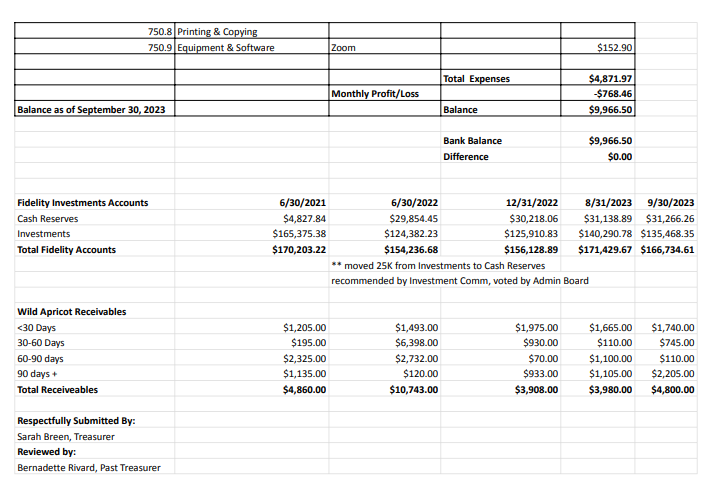 750.8 Printing & Copying
750.9 Equipment & Software Zoom $152.90
Total Expenses $4,871.97
Monthly Profit/Loss -$768.46
Balance as of September 30, 2023 Balance $9,966.50
Bank Balance $9,966.50
Difference $0.00
Fidelity Investments Accounts 6/30/2021 6/30/2022 12/31/2022 8/31/2023 9/30/2023
Cash Reserves $4,827.84 $29,854.45 $30,218.06 $31,138.89 $31,266.26
Investments $165,375.38 $124,382.23 $125,910.83 $140,290.78 $135,468.35
Total Fidelity Accounts $170,203.22 $154,236.68 $156,128.89 $171,429.67 $166,734.61
** moved 25K from Investments to Cash Reserves
recommended by Investment Comm, voted by Admin Board
Wild Apricot Receivables
<30 Days $1,205.00 $1,493.00 $1,975.00 $1,665.00 $1,740.00
30-60 Days $195.00 $6,398.00 $930.00 $110.00 $745.00
60-90 days $2,325.00 $2,732.00 $70.00 $1,100.00 $110.00
90 days + $1,135.00 $120.00 $933.00 $1,105.00 $2,205.00
Total Receiveables $4,860.00 $10,743.00 $3,908.00 $3,980.00 $4,800.00
Respectfully Submitted By:
Sarah Breen, Treasurer
Reviewed by:
Bernadette Rivard, Past Treasurer